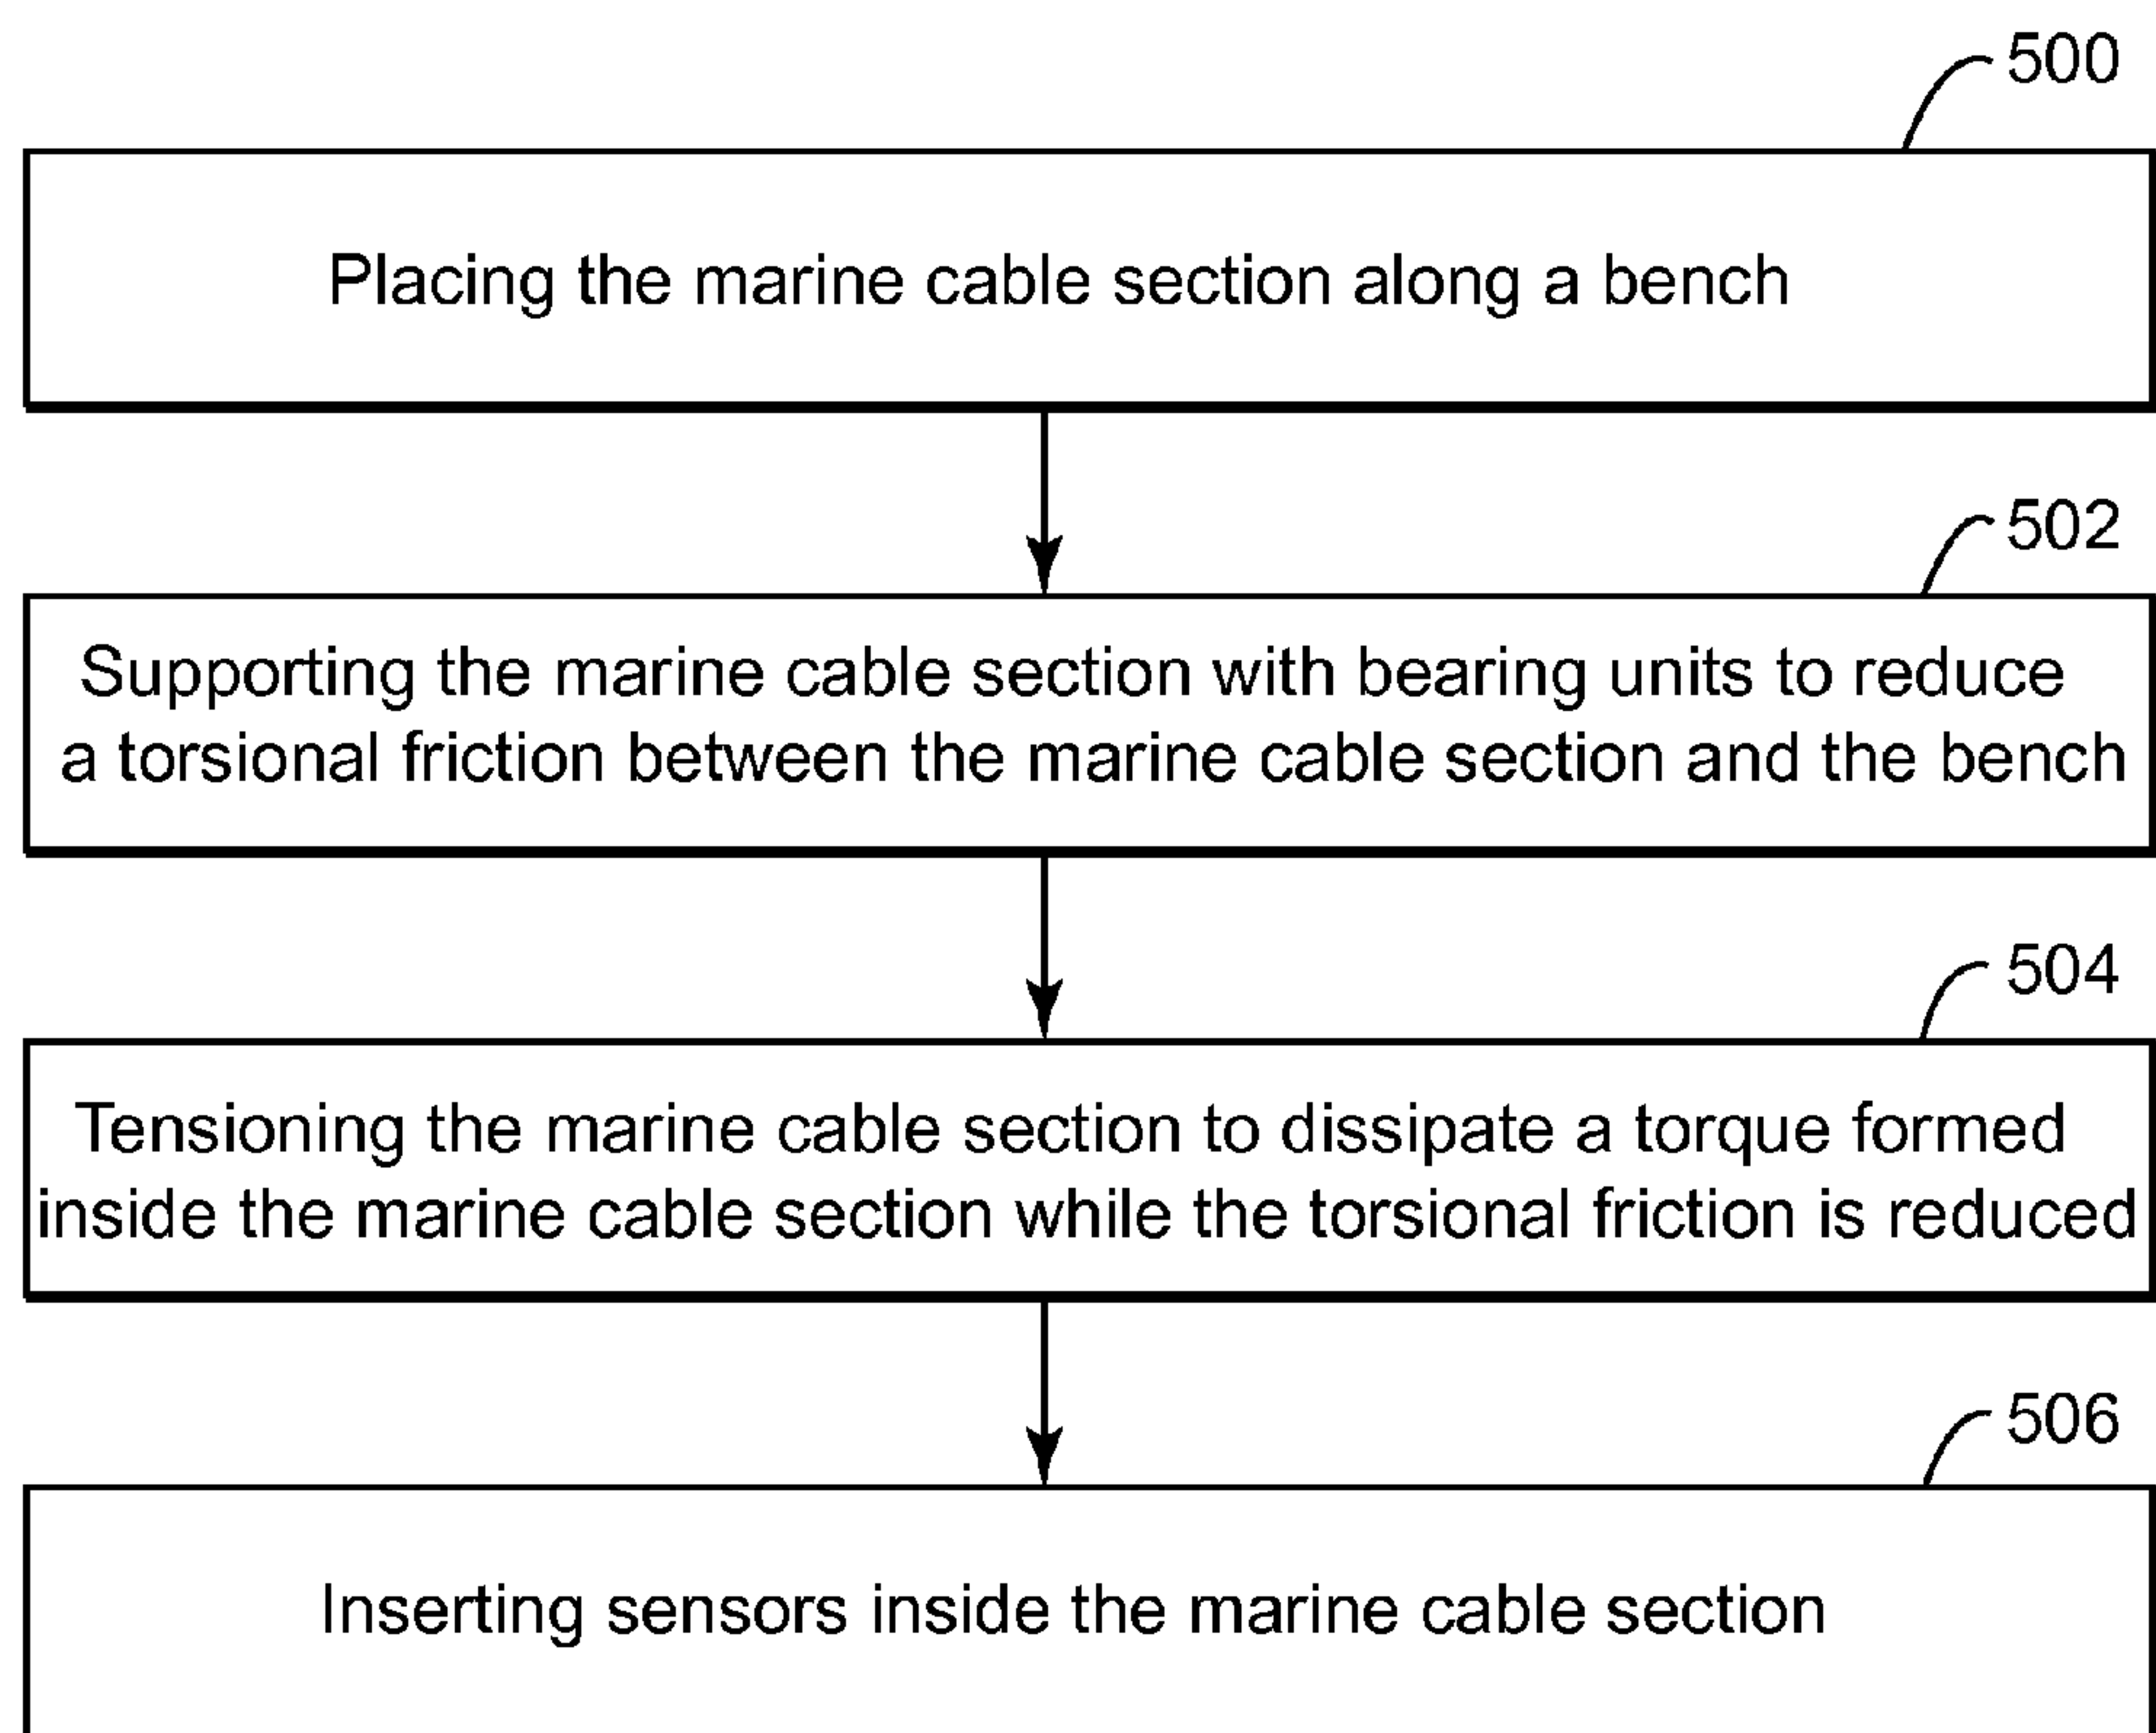 500
Placing the marine cable section along a bench
502
Supporting the marine cable section with bearing units to reduce
a torsional friction between the marine cable section and the bench
504
Tensioning the marine cable section to dissipate a torque formed
inside the marine cable section while the torsional friction is reduced
506
Inserting sensors inside the marine cable section